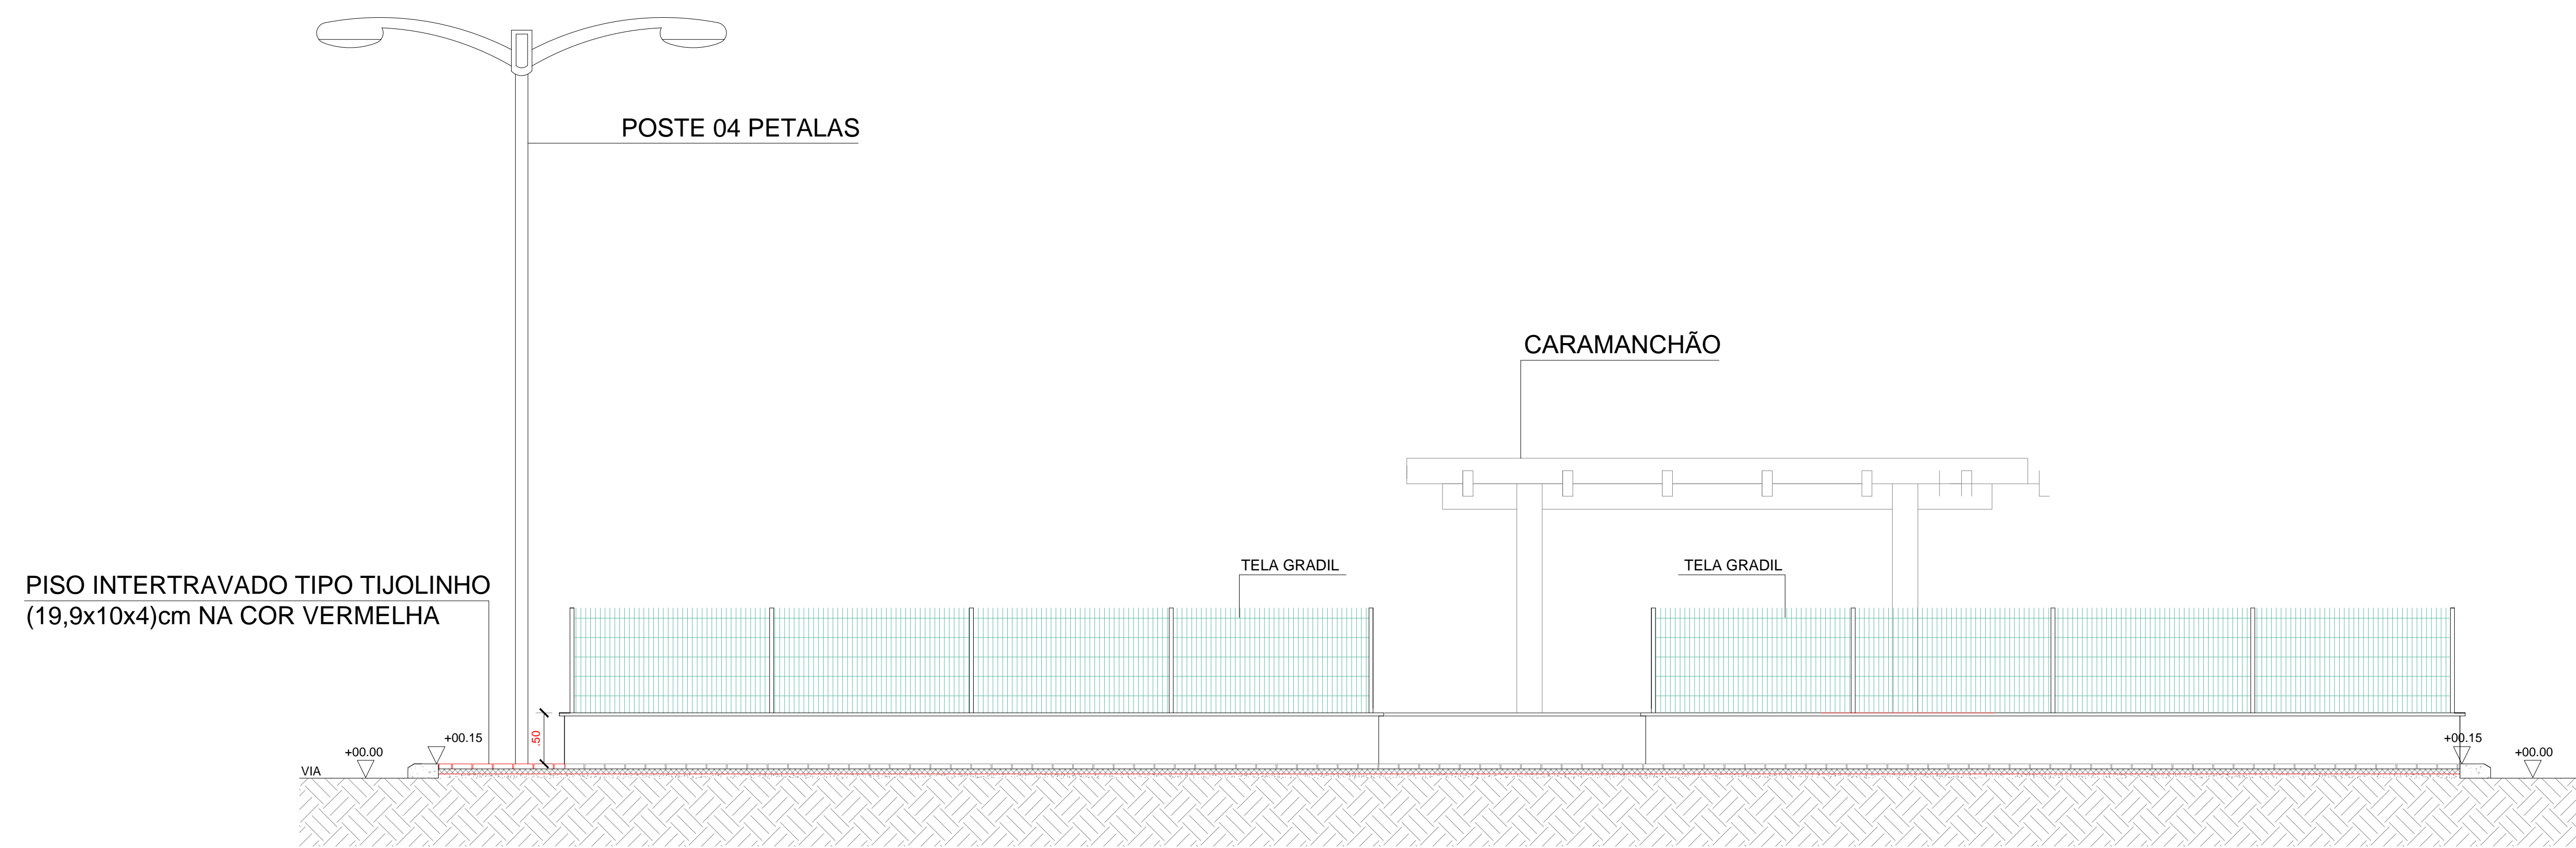 POSTE 04 PETALAS
CARAMANCHÃO
TELA GRADIL
TELA GRADIL
PISO INTERTRAVADO TIPO TIJOLINHO
(19,9x10x4)cm NA COR VERMELHA
.50
+00.15
+00.00
VIA
+00.15
+00.00